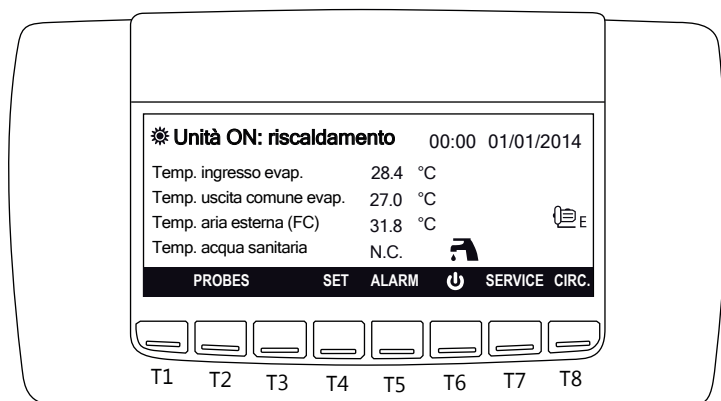 Unità ON: riscaldamento 00:00 01/01/2014
Temp. ingresso evap. 28.4 °C
Temp. uscita comune evap. 27.0 °C
Temp. aria esterna (FC) 31.8 °C
E
Temp. acqua sanitaria N.C.
PROBES SET ALARM SERVICE CIRC.
T1 T2 T3 T4 T5 T6 T7 T8